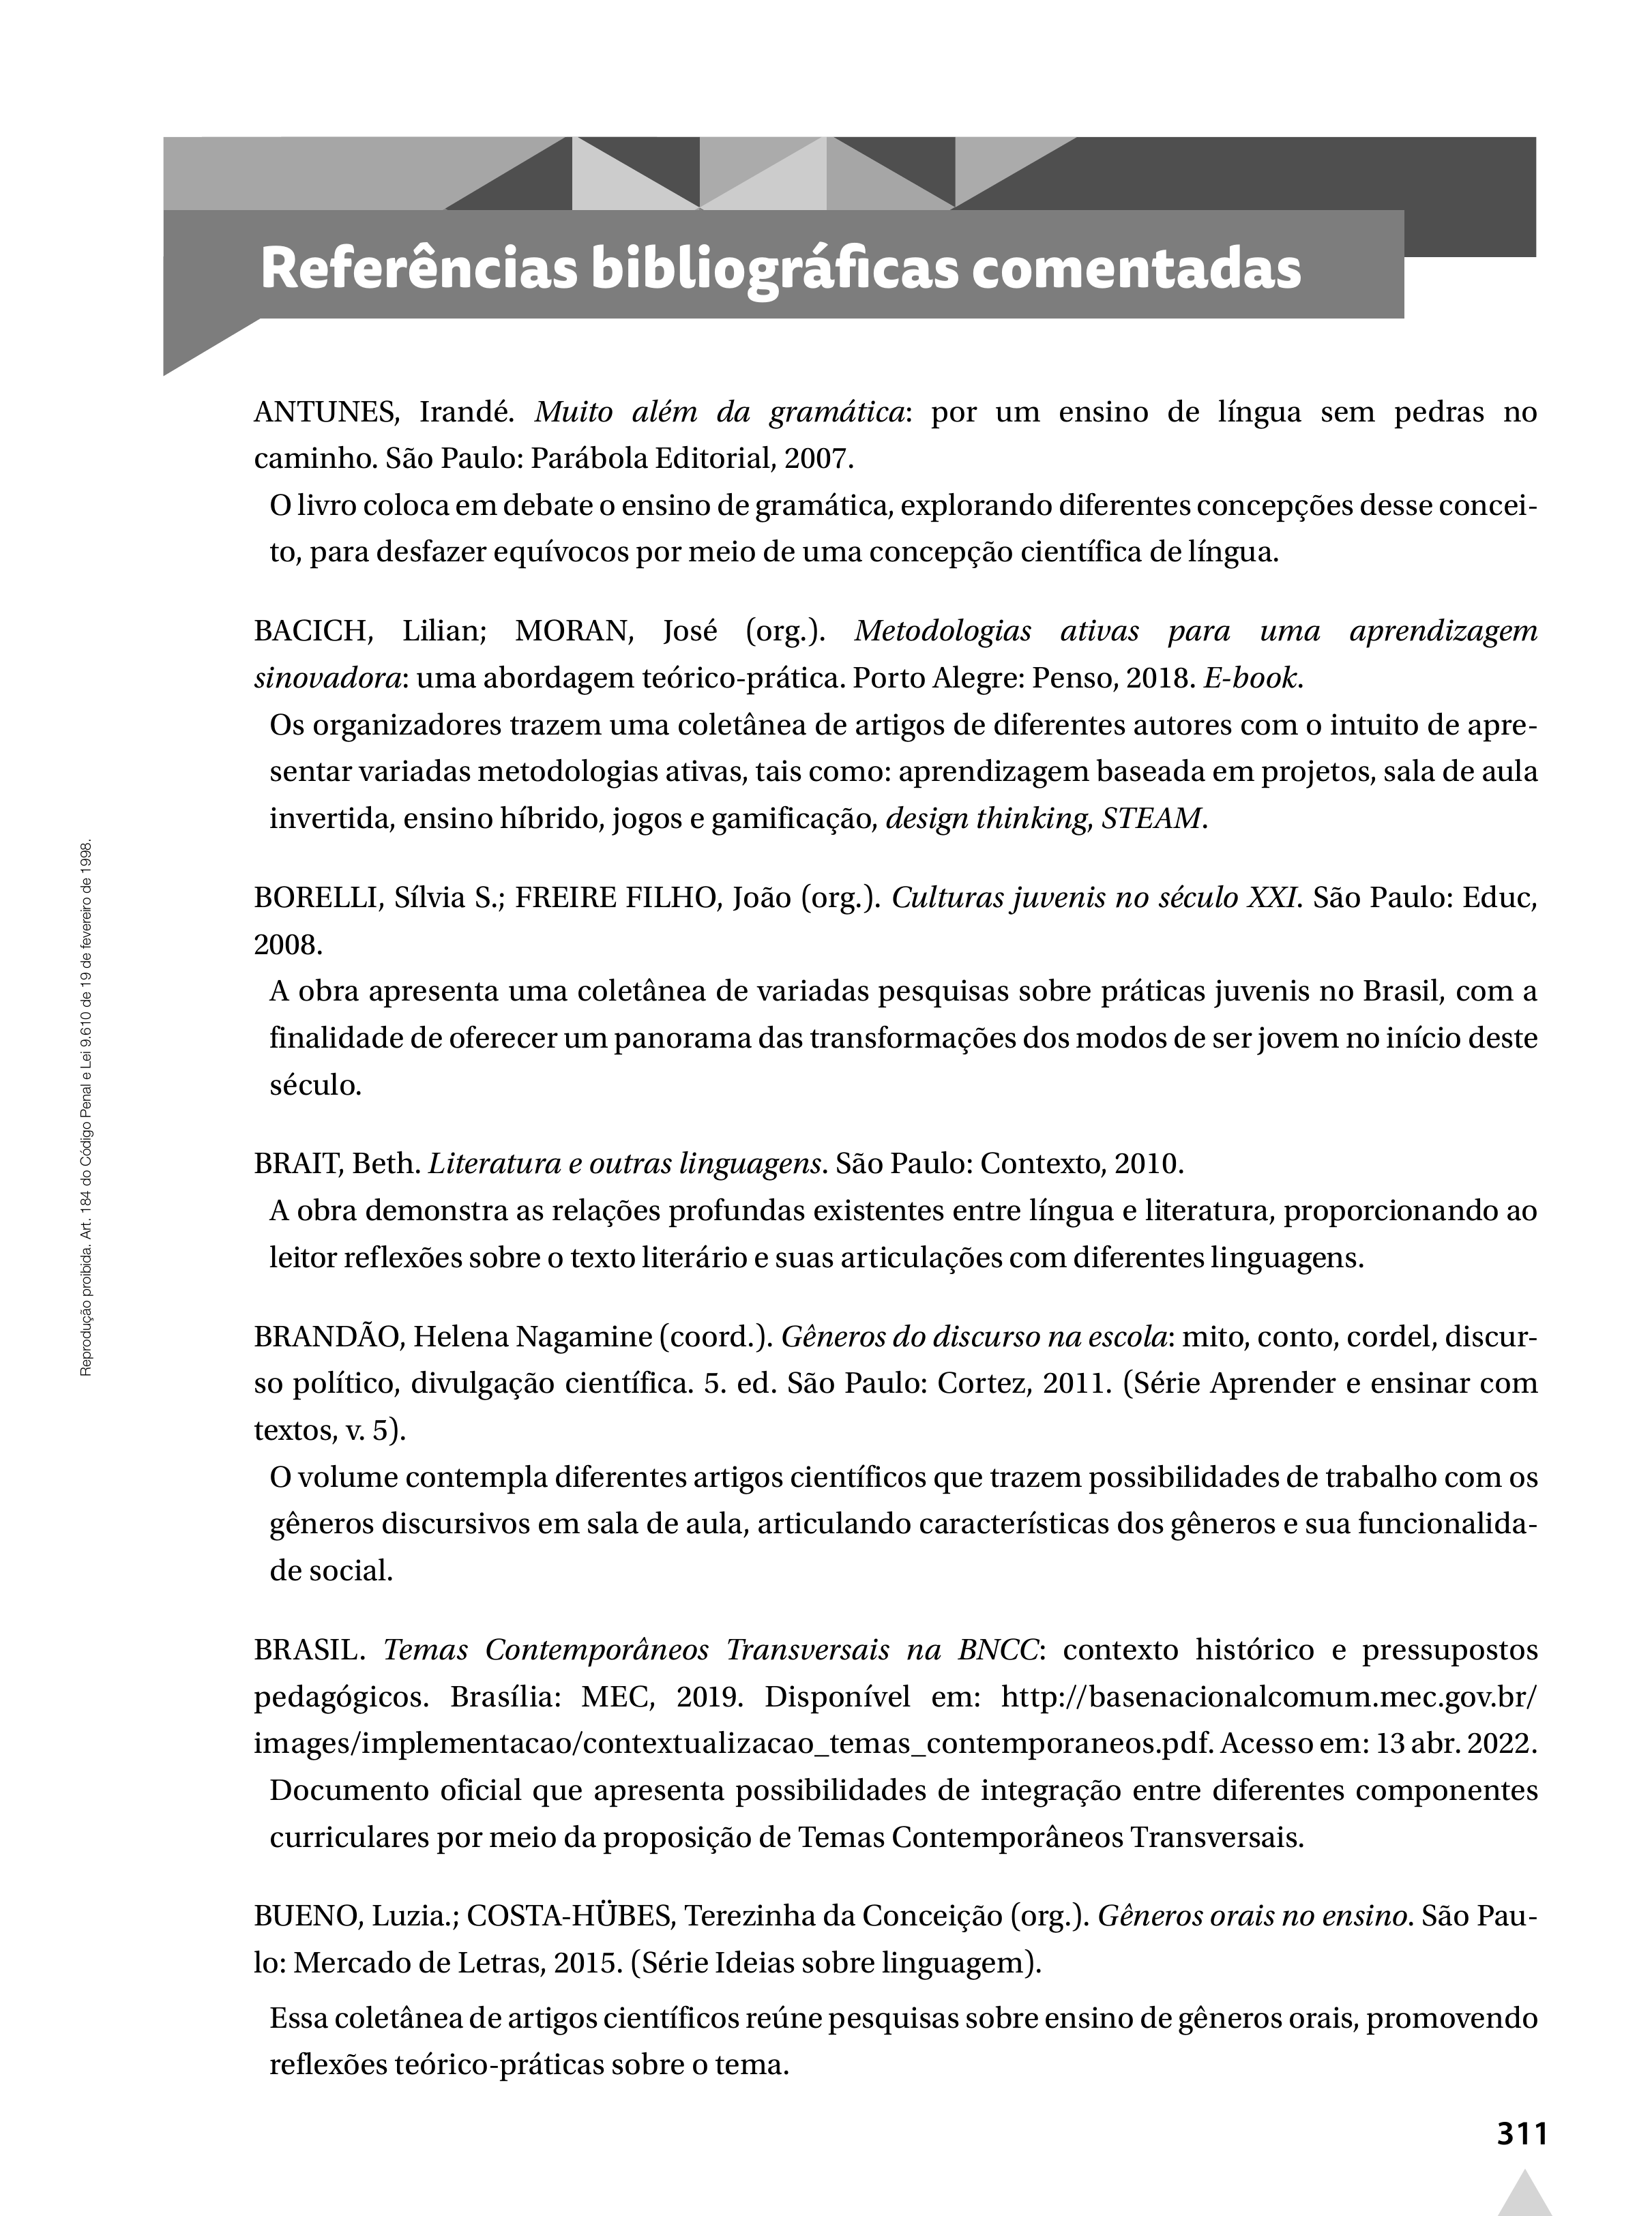 Referências bibliográficas comentadas
ANTUNES, Irandé. Muito além da gramática: por um ensino de língua sem pedras no
caminho. São Paulo: Parábola Editorial, 2007.
O livro coloca em debate o ensino de gramática, explorando diferentes concepções desse concei-
to, para desfazer equívocos por meio de uma concepção científica de língua.
BACICH, Lilian; MORAN, José (org.). Metodologias ativas para uma aprendizagem
sinovadora: uma abordagem teórico-prática. Porto Alegre: Penso, 2018. E-book.
Os organizadores trazem uma coletânea de artigos de diferentes autores com o intuito de apre-
sentar variadas metodologias ativas, tais como: aprendizagem baseada em projetos, sala de aula
invertida, ensino híbrido, jogos e gamificação, design thinking, STEAM.
BORELLI, Sílvia S.; FREIRE FILHO, João (org.). Culturas juvenis no século XXI. São Paulo: Educ,
2008.
A obra apresenta uma coletânea de variadas pesquisas sobre práticas juvenis no Brasil, com a
finalidade de oferecer um panorama das transformações dos modos de ser jovem no início deste
século.
BRAIT, Beth. Literatura e outras linguagens. São Paulo: Contexto, 2010.
A obra demonstra as relações profundas existentes entre língua e literatura, proporcionando ao
leitor reflexões sobre o texto literário e suas articulações com diferentes linguagens.
BRANDÃO, Helena Nagamine (coord.). Gêneros do discurso na escola: mito, conto, cordel, discur-
so político, divulgação científica. 5. ed. São Paulo: Cortez, 2011. (Série Aprender e ensinar com
textos, v. 5).
O volume contempla diferentes artigos científicos que trazem possibilidades de trabalho com os
gêneros discursivos em sala de aula, articulando características dos gêneros e sua funcionalida-
de social.
BRASIL. Temas Contemporâneos Transversais na BNCC: contexto histórico e pressupostos
pedagógicos. Brasília: MEC, 2019. Disponível em: http://basenacionalcomum.mec.gov.br/
images/implementacao/contextualizacao_temas_contemporaneos.pdf. Acesso em: 13 abr. 2022.
Documento oficial que apresenta possibilidades de integração entre diferentes componentes
curriculares por meio da proposição de Temas Contemporâneos Transversais.
BUENO, Luzia.; COSTA-HÜBES, Terezinha da Conceição (org.). Gêneros orais no ensino. São Pau-
lo: Mercado de Letras, 2015. (Série Ideias sobre linguagem).
Essa coletânea de artigos científicos reúne pesquisas sobre ensino de gêneros orais, promovendo
reflexões teórico-práticas sobre o tema.
Reprodução proibida. Art. 184 do Código Penal e Lei 9.610 de 19 de fevereiro de 1998.
311